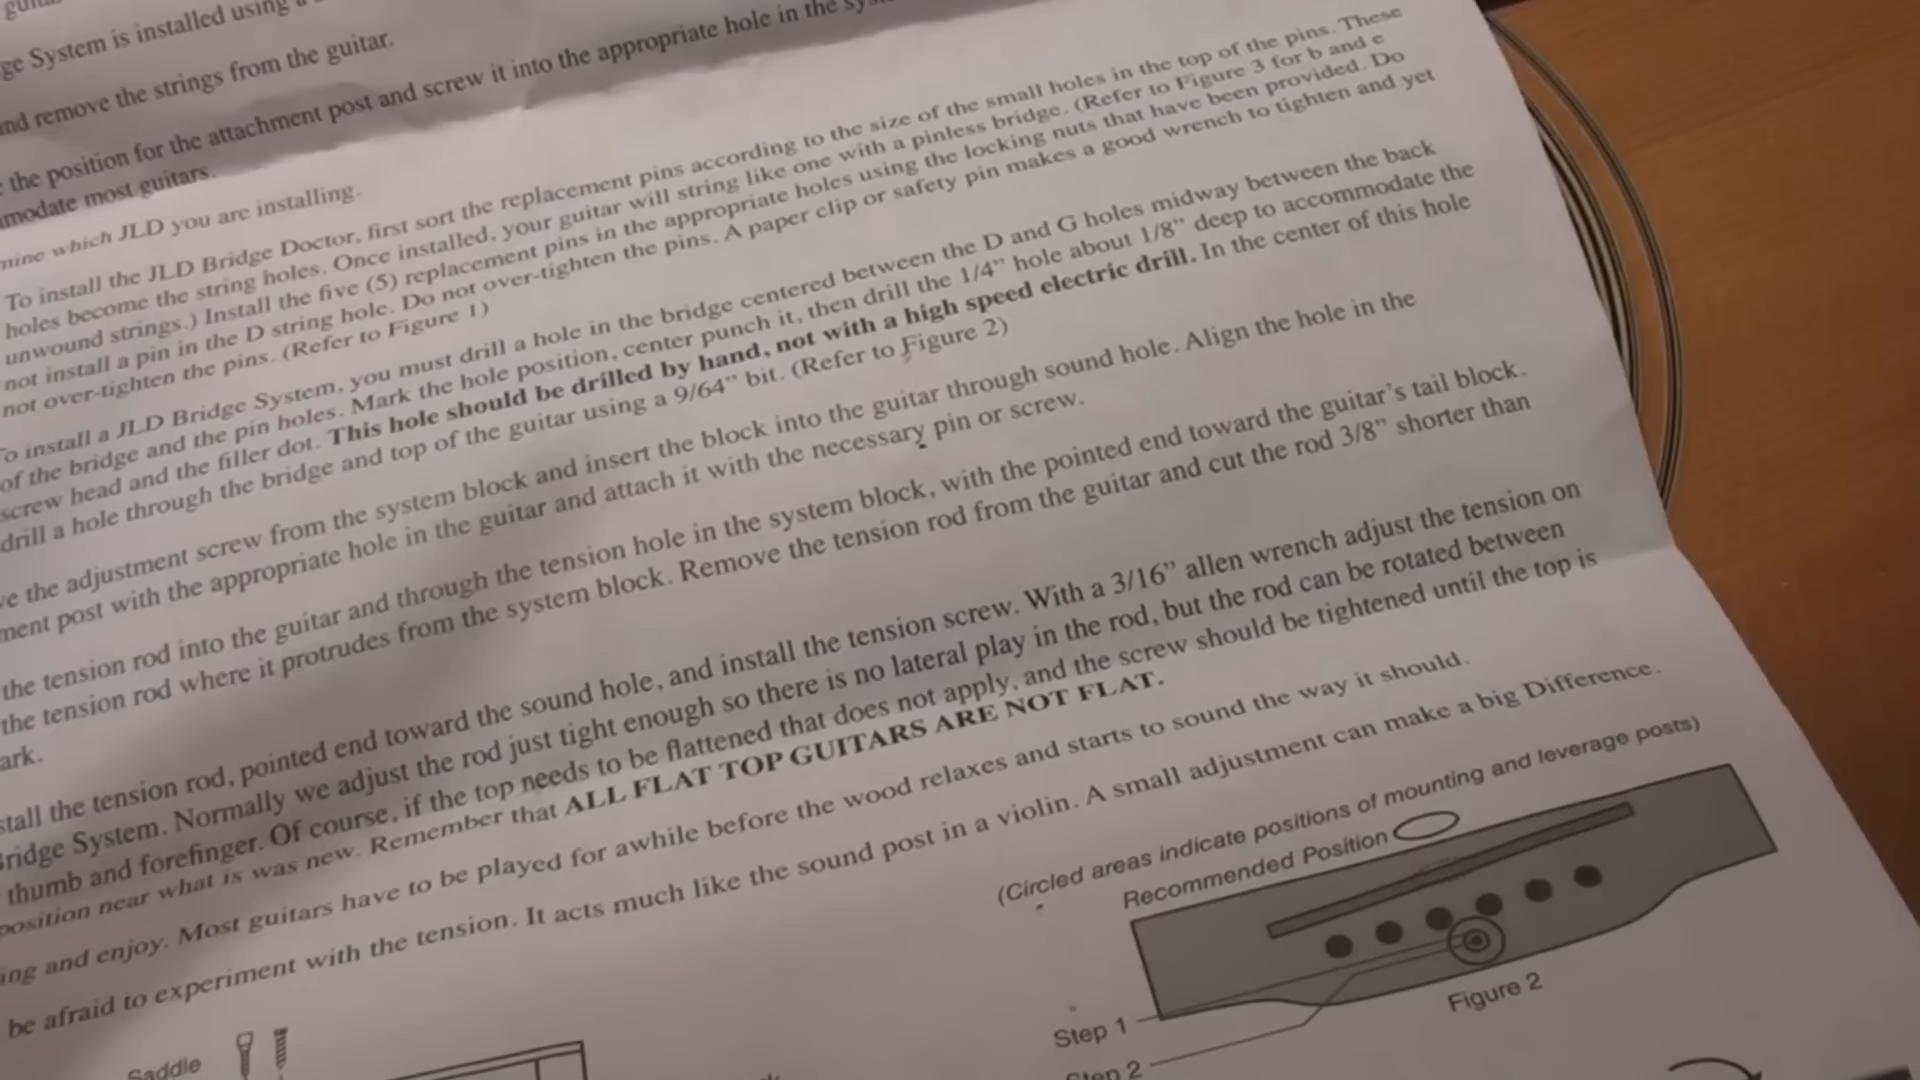 ge System is installed using a
nd remove the strings from the guitar.
the position for the attachment post and screw it into the appropriate hole in the
modate most guitars.
mine which JLD you are installing.
To install the JLD Bridge Doctor, first sort the replacement pins according to the size of the small holes in the top of the pins. These
holes become the string holes. Once installed, your guitar will string like one with a pinless bridge. (Refer to Figure 3 for b and e
unwound strings.) Install the five (5) replacement pins in the appropriate holes using the locking nuts that have been provided. Do
not install a pin in the D string hole. Do not over-tighten the pins. A paper clip or safety pin makes a good wrench to tighten and yet
not over-tighten the pins. (Refer to Figure 1)
To install a JLD Bridge System, you must drill a hole in the bridge centered between the D and G holes midway between the back
of the bridge and the pin holes. Mark the hole position, center punch it, then drill the 1/4” hole about 1/8” deep to accommodate the
screw head and the filler dot. This hole should be drilled by hand, not with a high speed electric drill. In the center of this hole
drill a hole through the bridge and top of the guitar using a 9/64” bit. (Refer to Figure 2)
ve the adjustment screw from the system block and insert the block into the guitar through sound hole. Align the hole in the
ment post with the appropriate hole in the guitar and attach it with the necessary pin or screw.
the tension rod into the guitar and through the tension hole in the system block, with the pointed end toward the guitar’s tail block.
the tension rod where it protrudes from the system block. Remove the tension rod from the guitar and cut the rod 3/8” shorter than
ark.
stall the tension rod, pointed end toward the sound hole, and install the tension screw. With a 3/16” allen wrench adjust the tension on
Bridge System. Normally we adjust the rod just tight enough so there is no lateral play in the rod, but the rod can be rotated between
thumb and forefinger. Of course, if the top needs to be flattened that does not apply, and the screw should be tightened until the top is
position near what is was new. Remember that ALL FLAT TOP GUITARS ARE NOT FLAT.
ing and enjoy. Most guitars have to be played for awhile before the wood relaxes and starts to sound the way it should.
be afraid to experiment with the tension. It acts much like the sound post in a violin. A small adjustment can make a big Difference.
(Circled areas indicate positions of mounting and leverage posts)
Recommended Position
Step 1
Figure 2
Step 2
Saddle